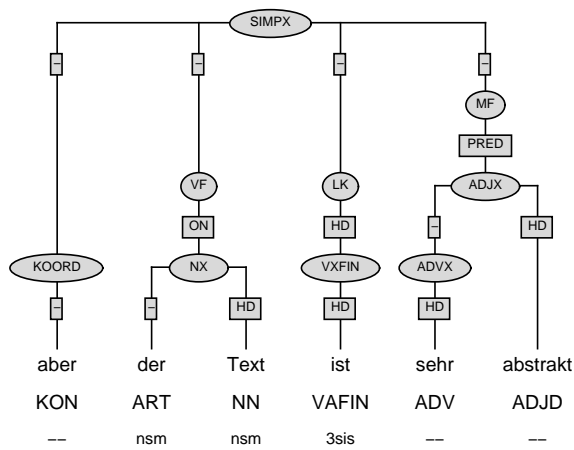 SIMPX
– – – –
MF
PRED
VF LK ADJX
ON HD – HD
KOORD NX VXFIN ADVX
– – HD HD HD
aber der Text ist sehr abstrakt
KON ART NN VAFIN ADV ADJD
–– nsm nsm 3sis –– ––